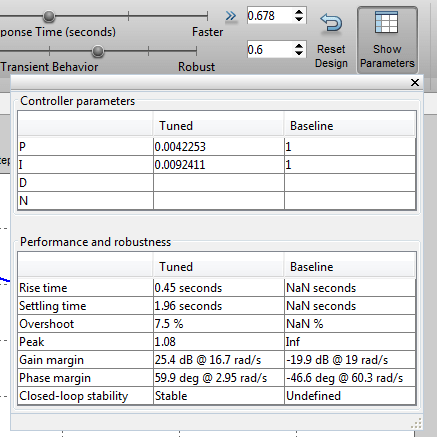 ponse Time (seconds) Faster 0.678
Transient Behavior Robust 0.6
Reset Design
Show Parameters
Controller parameters
Tuned Baseline
P 0.0042253 1
I 0.0092411 1
D
N
Performance and robustness
Tuned Baseline
Rise time 0.45 seconds NaN seconds
Settling time 1.96 seconds NaN seconds
Overshoot 7.5 % NaN %
Peak 1.08 Inf
Gain margin 25.4 dB @ 16.7 rad/s -19.9 dB @ 19 rad/s
Phase margin 59.9 deg @ 2.95 rad/s -46.6 deg @ 60.3 rad/s
Closed-loop stability Stable Undefined